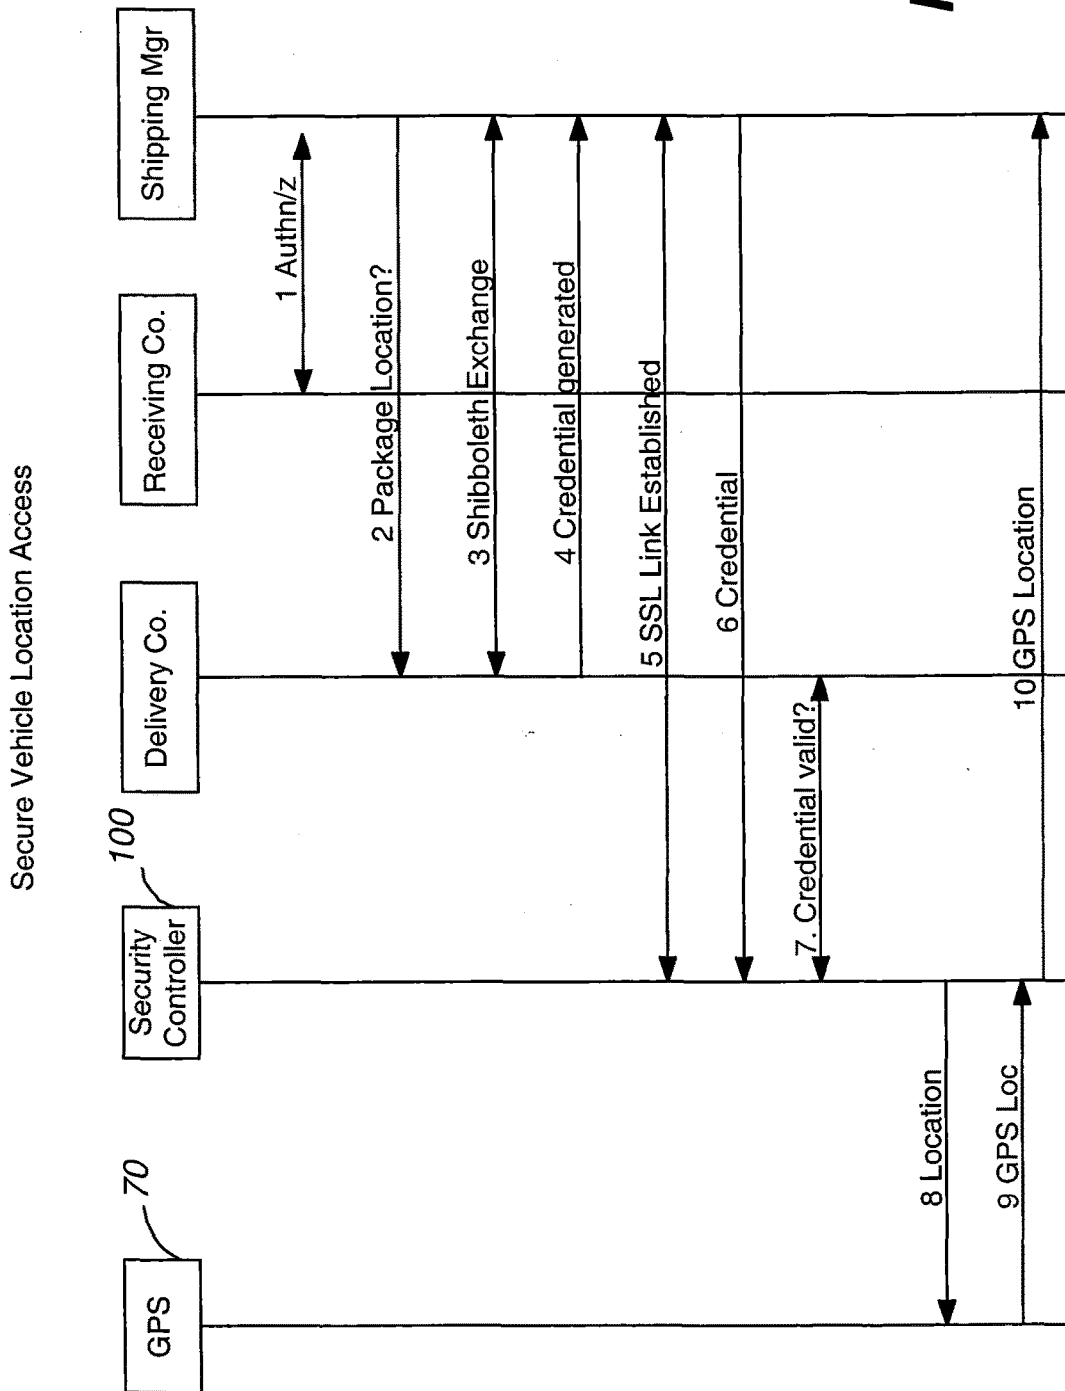 Secure Vehicle Location Access
GPS
70
Security
Controller
100
Delivery Co.
Receiving Co.
Shipping Mgr
1 Authn/z
2 Package Location?
3 Shibboleth Exchange
4 Credential generated
5 SSL Link Established
6 Credential
7. Credential valid?
8 Location
9 GPS Loc
10 GPS Location